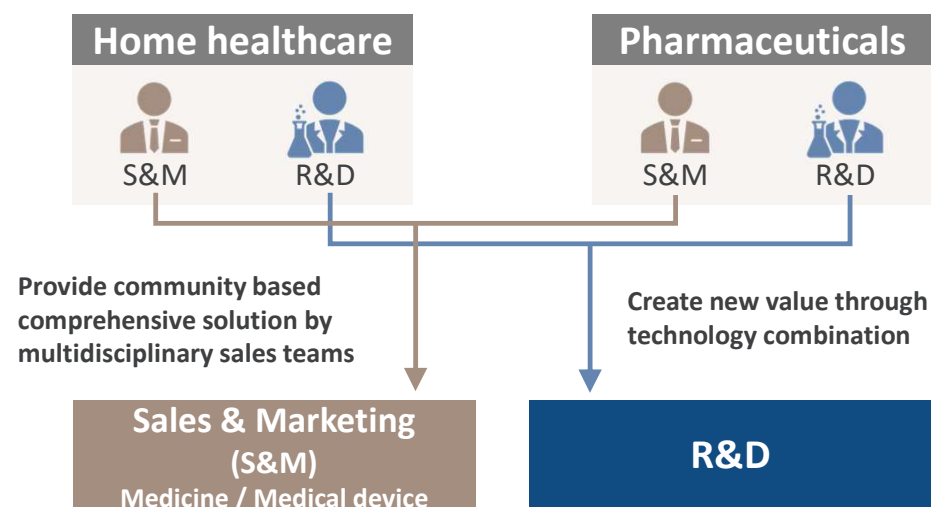 Home healthcare
Pharmaceuticals
S&M
R&D
S&M
R&D
Provide community based
comprehensive solution by
multidisciplinary sales teams
Create new value through
technology combination
Sales & Marketing
(S&M)
Medicine / Medical device
R&D